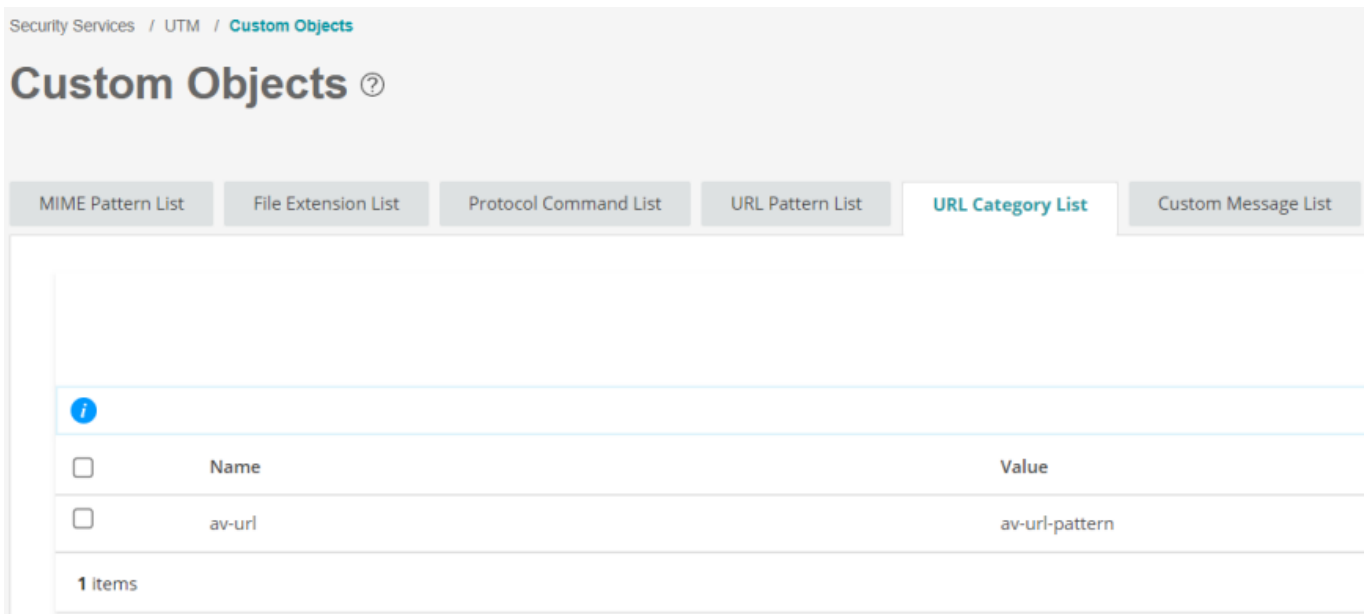 Security Services / UTM / Custom Objects
Custom Objects ?
MIME Pattern List File Extension List Protocol Command List URL Pattern List URL Category List Custom Message List
i
Name Value
av-url av-url-pattern
1 items